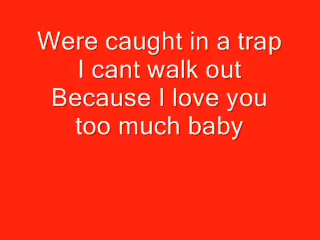 Were caught in a trap
I cant walk out
Because I love you
too much baby